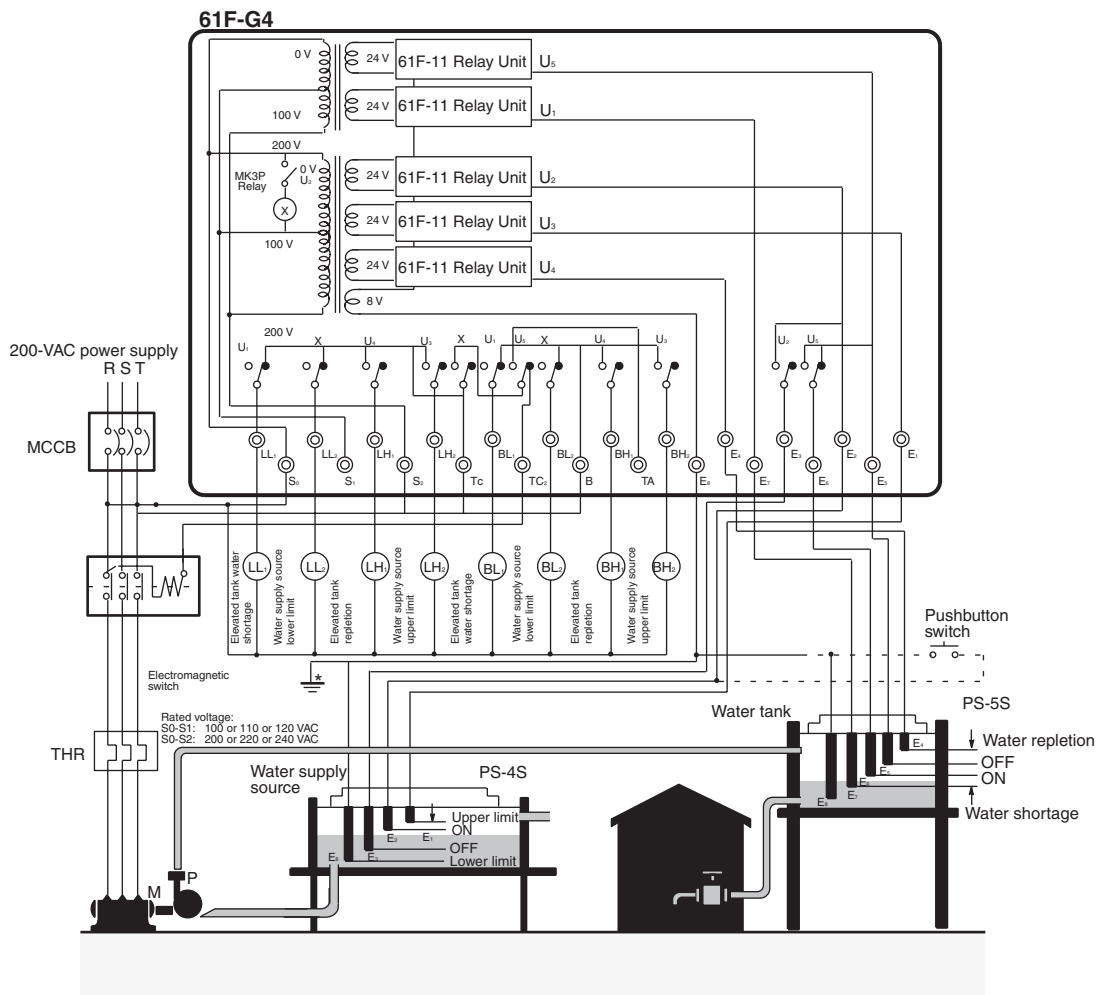 61F-G4
0 V
24 V
61F-11 Relay Unit
U₅
100 V
24 V
61F-11 Relay Unit
U₁
200 V
MK3P
Relay
0 V
U₂
X
24 V
61F-11 Relay Unit
U₂
24 V
61F-11 Relay Unit
U₃
100 V
24 V
61F-11 Relay Unit
U₄
8 V
200 V
U₁ X U₄ U₃ X U₁ U₅ X U₄ U₃ U₂ U₅
200-VAC power supply
R S T
MCCB
LL₁ LL₂ LH₁ LH₂ BL₁ BL₂ BH₁ BH₂ E₄ E₃ E₂ E₁
S₀ S₁ S₂ Tc TC₂ B TA E₈ E₇ E₆ E₅
LL₁ LL₂ LH₁ LH₂ BL₁ BL₂ BH₁ BH₂
Elevated tank water
shortage
Water supply source
lower limit
Elevated tank
repletion
Water supply source
upper limit
Elevated tank
water shortage
Water supply source
lower limit
Elevated tank
repletion
Water supply source
upper limit
Pushbutton
switch
*
Electromagnetic
switch
Rated voltage:
S0-S1: 100 or 110 or 120 VAC
S0-S2: 200 or 220 or 240 VAC
THR
Water tank
PS-5S
E₄
Water repletion
E₅
OFF
E₆
ON
E₇
E₈
Water shortage
Water supply
source
PS-4S
Upper limit
E₁
ON
E₂
OFF
E₃
E₈
Lower limit
M
P